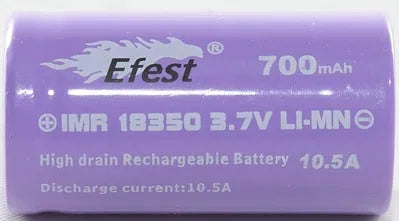 Efest® 700mAh
⊕ IMR 18350 3.7V LI-MN ⊖
High drain Rechargeable Battery 10.5A
Discharge current:10.5A